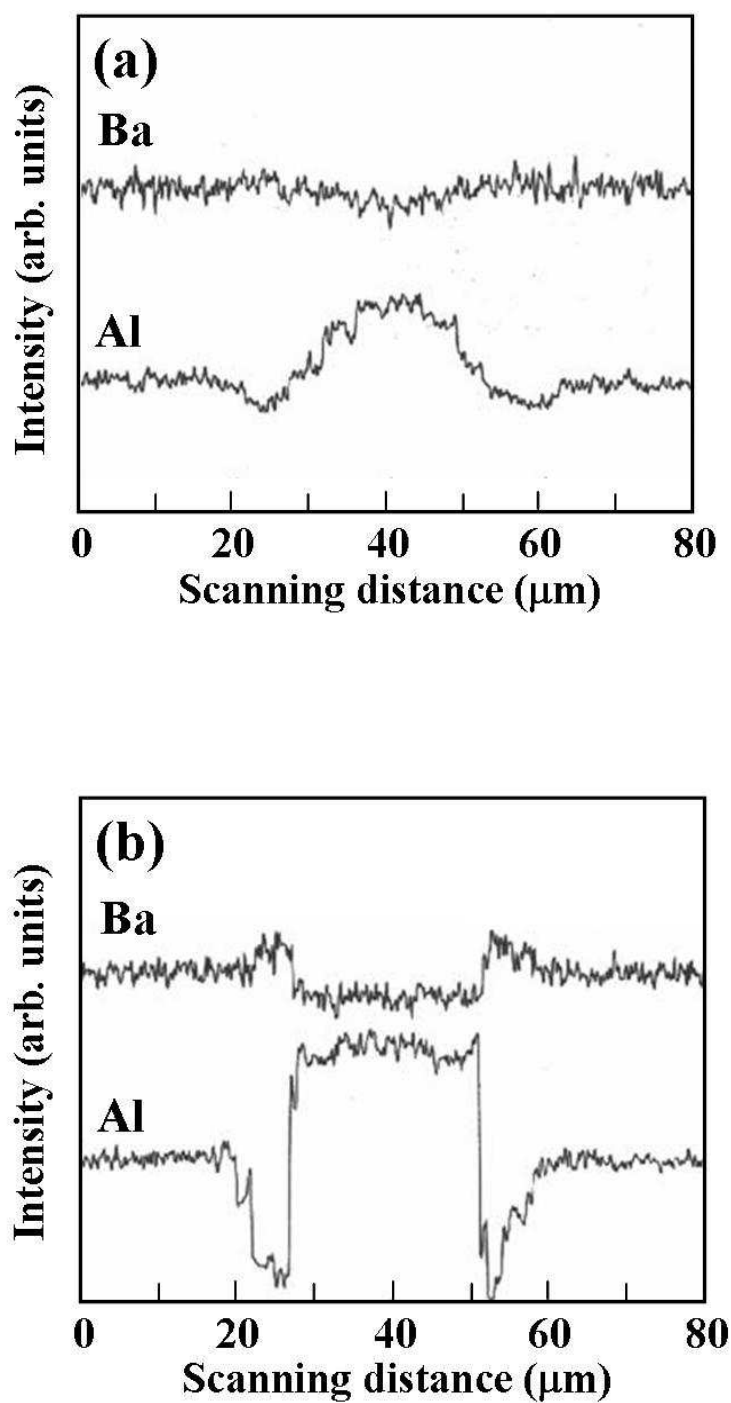 (a)
Ba
Al
Intensity (arb. units)
0 20 40 60 80
Scanning distance (μm)
(b)
Ba
Al
Intensity (arb. units)
0 20 40 60 80
Scanning distance (μm)